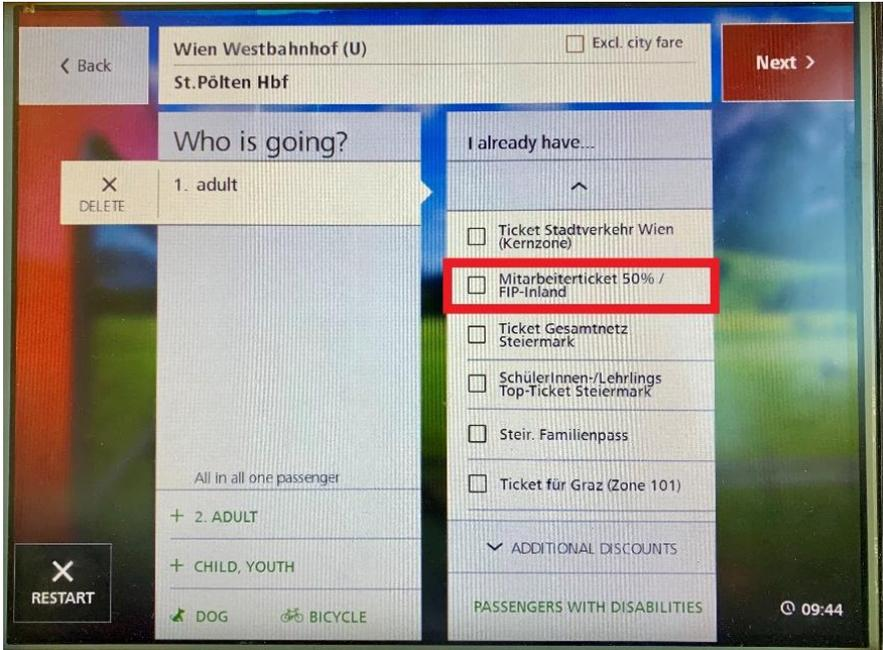 Back
Wien Westbahnhof (U)
Excl. city fare
St.Pölten Hbf
Next
Who is going?
I already have...
DELETE
1. adult
Ticket Stadtverkehr Wien
(Kernzone)
Mitarbeiterticket 50% /
FIP-Inland
Ticket Gesamtnetz
Steiermark
SchülerInnen-/Lehrlings
Top-Ticket Steiermark
Steir. Familienpass
Ticket für Graz (Zone 101)
All in all one passenger
+ 2. ADULT
+ CHILD, YOUTH
DOG
BICYCLE
ADDITIONAL DISCOUNTS
PASSENGERS WITH DISABILITIES
RESTART
09:44